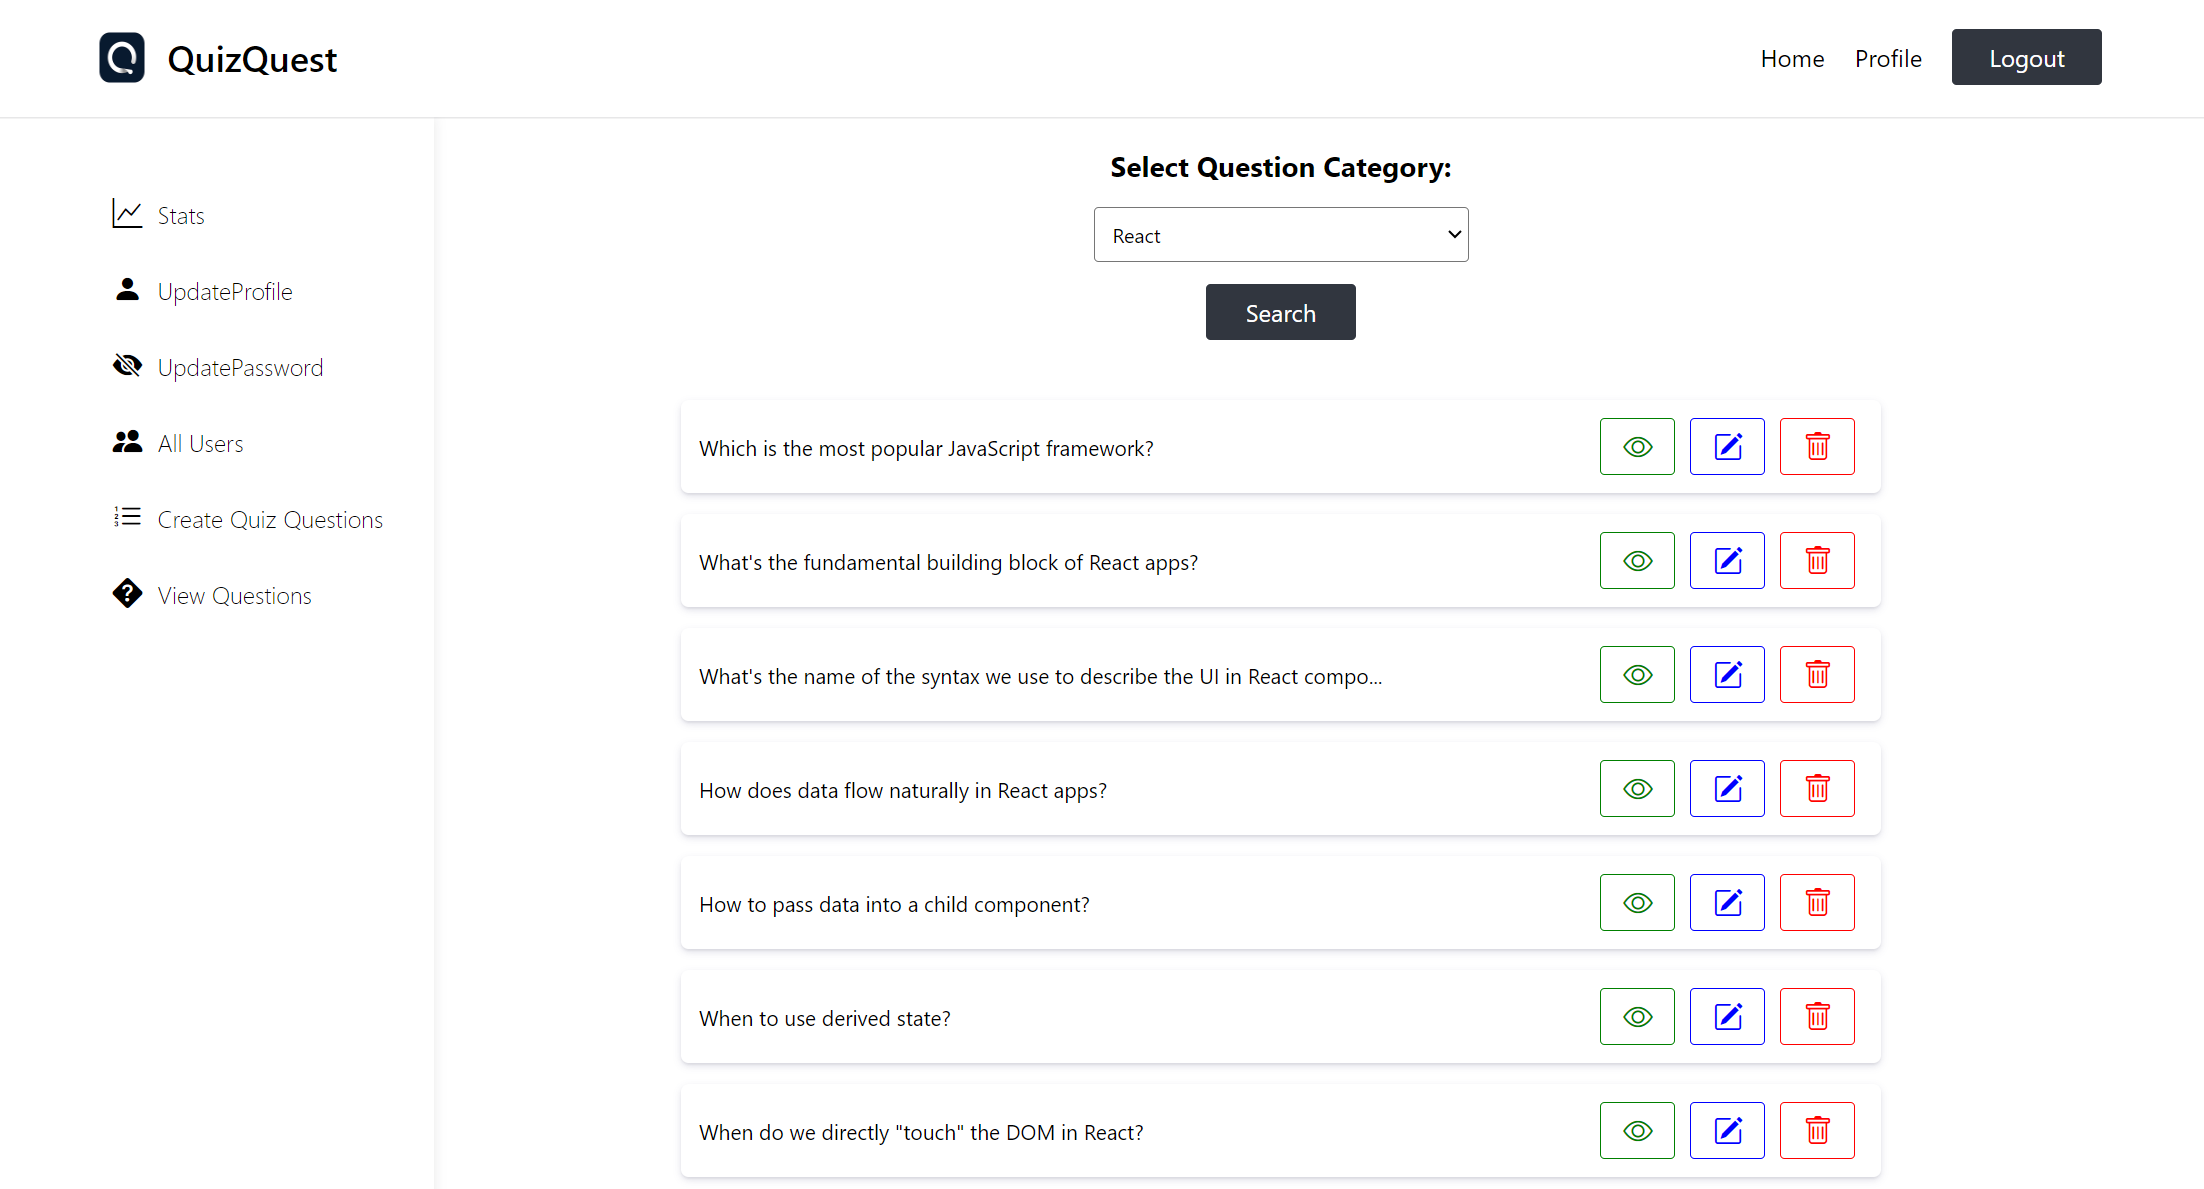 QuizQuest
Home
Profile
Logout
Stats
UpdateProfile
UpdatePassword
All Users
Create Quiz Questions
View Questions
Select Question Category:
React
Search
Which is the most popular JavaScript framework?
What's the fundamental building block of React apps?
What's the name of the syntax we use to describe the UI in React compo...
How does data flow naturally in React apps?
How to pass data into a child component?
When to use derived state?
When do we directly "touch" the DOM in React?